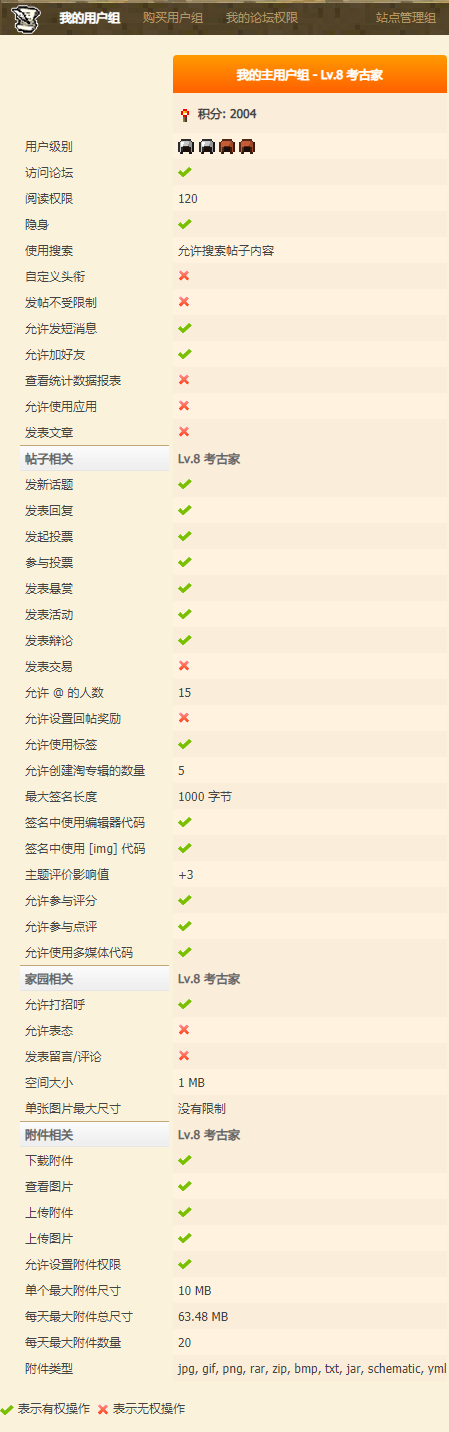 我的用户组 购买用户组 我的论坛权限 站点管理组
我的主用户组 - Lv.8 考古家
积分: 2004
用户级别
访问论坛
阅读权限 120
隐身
使用搜索 允许搜索帖子内容
自定义头衔
发帖不受限制
允许发短消息
允许加好友
查看统计数据报表
允许使用应用
发表文章
帖子相关 Lv.8 考古家
发新话题
发表回复
发起投票
参与投票
发表悬赏
发表活动
发表辩论
发表交易
允许 @ 的人数 15
允许设置回帖奖励
允许使用标签
允许创建淘专辑的数量 5
最大签名长度 1000 字节
签名中使用编辑器代码
签名中使用 [img] 代码
主题评价影响值 +3
允许参与评分
允许参与点评
允许使用多媒体代码
家园相关 Lv.8 考古家
允许打招呼
允许表态
发表留言/评论
空间大小 1 MB
单张图片最大尺寸 没有限制
附件相关 Lv.8 考古家
下载附件
查看图片
上传附件
上传图片
允许设置附件权限
单个最大附件尺寸 10 MB
每天最大附件总尺寸 63.48 MB
每天最大附件数量 20
附件类型 jpg, gif, png, rar, zip, bmp, txt, jar, schematic, yml
表示有权操作 表示无权操作